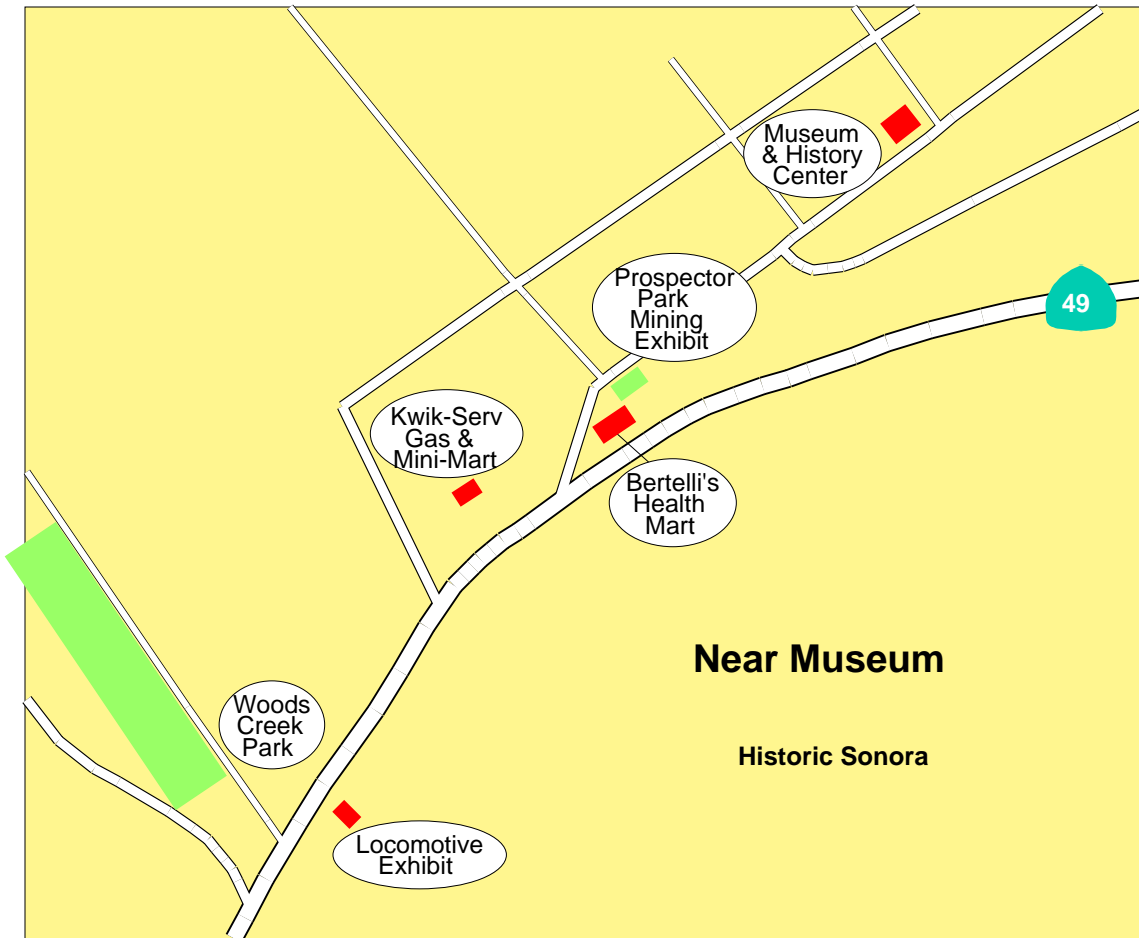 Museum
& History
Center
Prospector
Park
Mining
Exhibit
49
Kwik-Serv
Gas &
Mini-Mart
Bertelli's
Health
Mart
Near Museum
Woods
Creek
Park
Historic Sonora
Locomotive
Exhibit